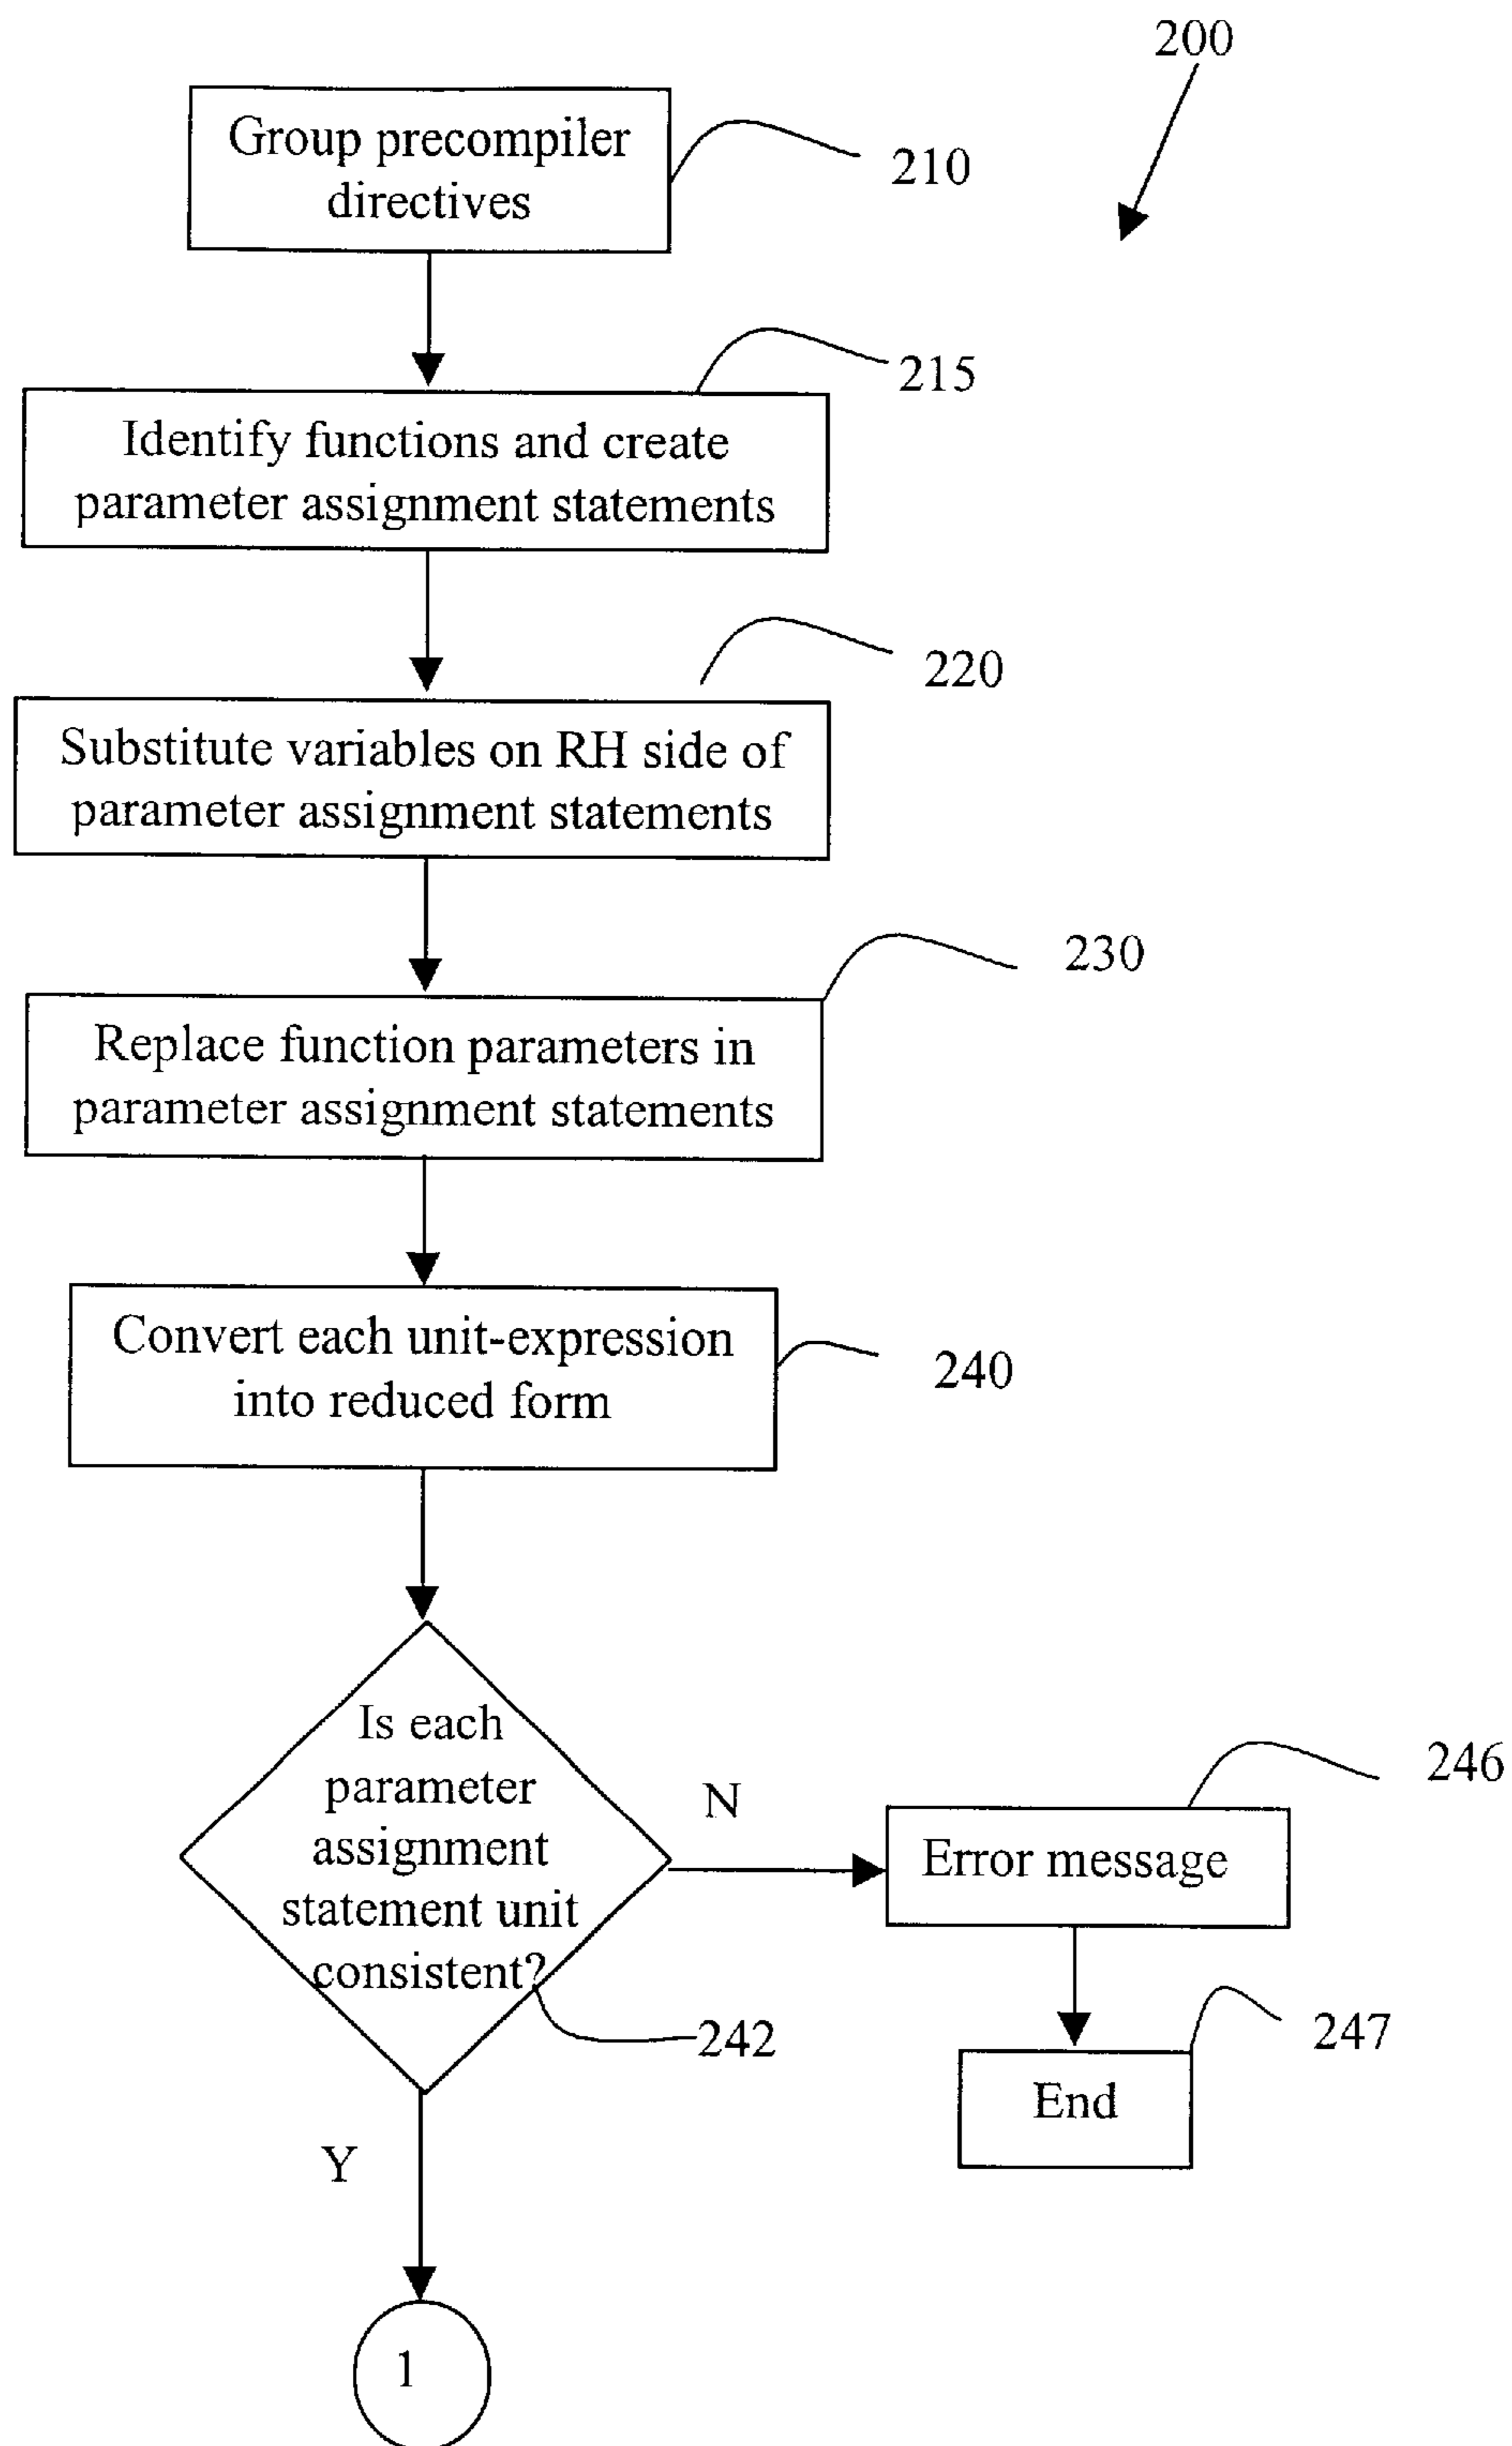 200
Group precompiler
directives
210
215
Identify functions and create
parameter assignment statements
220
Substitute variables on RH side of
parameter assignment statements
230
Replace function parameters in
parameter assignment statements
Convert each unit-expression
into reduced form
240
Is each
parameter
assignment
statement unit
consistent?
242
N
246
Error message
247
End
Y
1